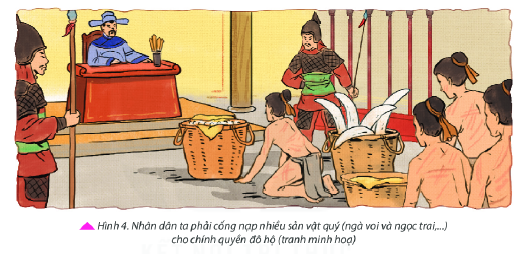 Hình 4. Nhân dân ta phải cống nạp nhiều sản vật quý (ngà voi và ngọc trai,...)
cho chính quyền đô hộ (tranh minh hoạ)